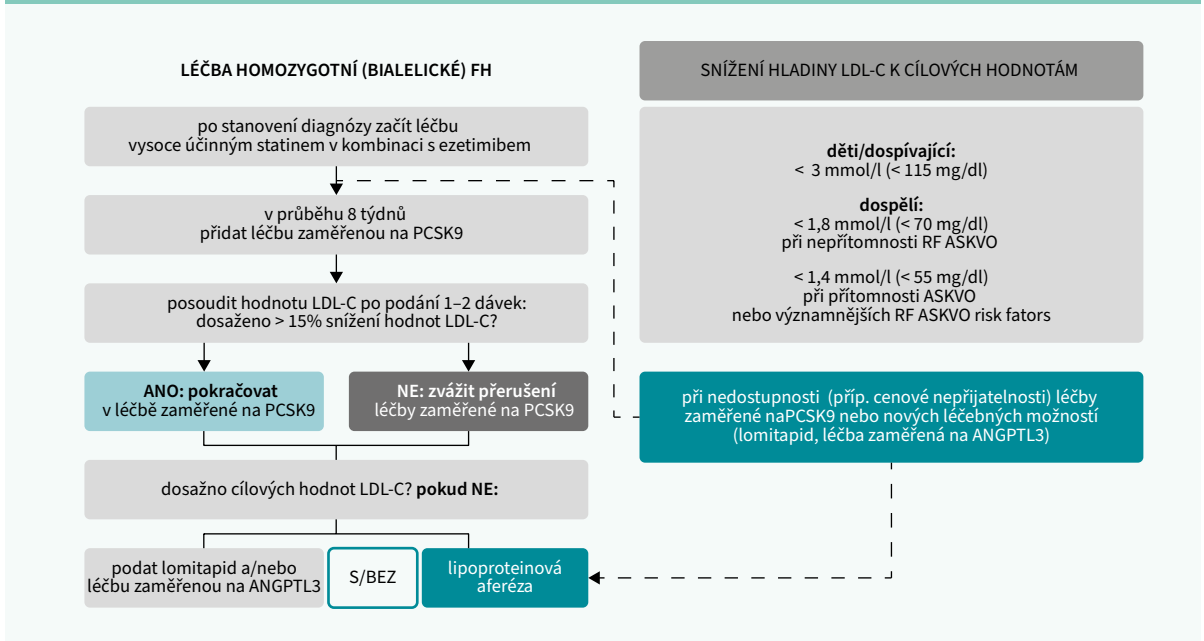 LÉČBA HOMOZYGOTNÍ (BIALELICKÉ) FH
po stanovení diagnózy začít léčbu
vysoce účinným statinem v kombinaci s ezetimibem
v průběhu 8 týdnů
přidat léčbu zaměřenou na PCSK9
posoudit hodnotu LDL-C po podání 1–2 dávek:
dosaženo > 15% snížení hodnot LDL-C?
ANO: pokračovat
v léčbě zaměřené na PCSK9
NE: zvážit přerušení
léčby zaměřené na PCSK9
dosažno cílových hodnot LDL-C? pokud NE:
podat lomitapid a/nebo
léčbu zaměřenou na ANGPTL3
S/BEZ
lipoproteinová
aferéza
SNÍŽENÍ HLADINY LDL-C K CÍLOVÝCH HODNOTÁM
děti/dospívající:
< 3 mmol/l (< 115 mg/dl)
dospělí:
< 1,8 mmol/l (< 70 mg/dl)
při nepřítomnosti RF ASKVO
< 1,4 mmol/l (< 55 mg/dl)
při přítomnosti ASKVO
nebo významnějších RF ASKVO risk fators
při nedostupnosti (příp. cenové nepřijatelnosti) léčby
zaměřené naPCSK9 nebo nových léčebných možností
(lomitapid, léčba zaměřená na ANGPTL3)